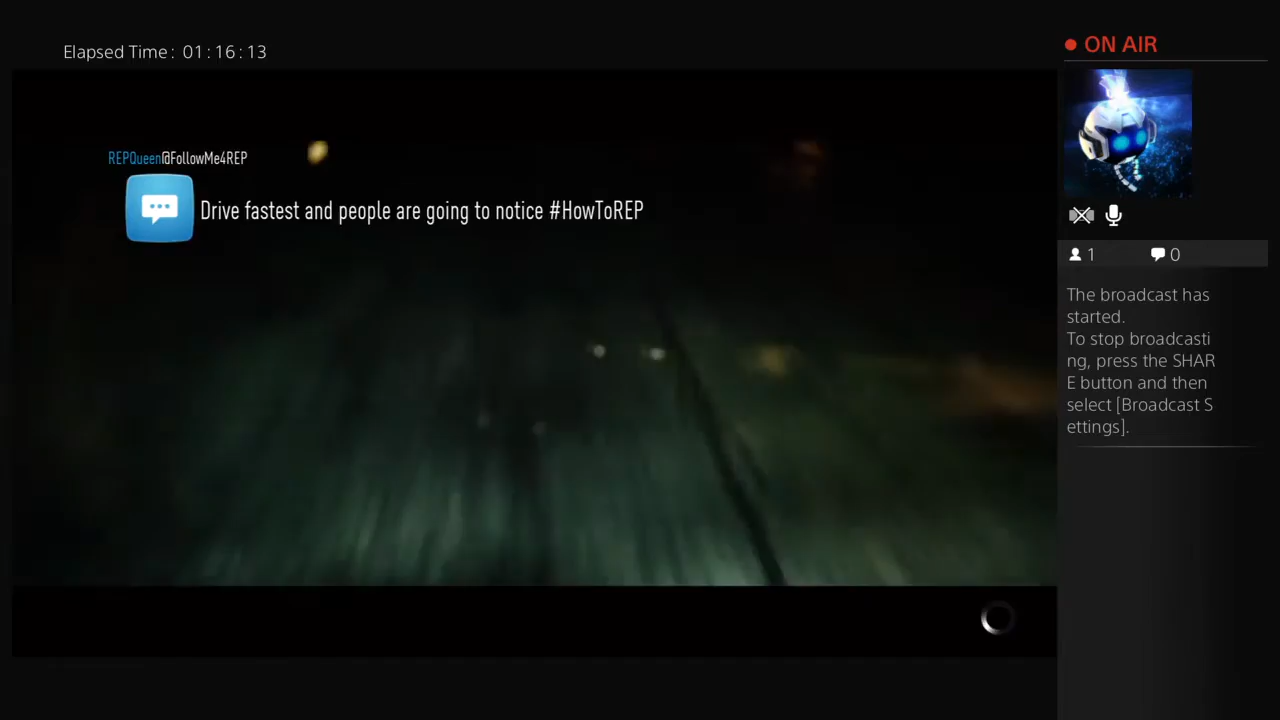 Elapsed Time: 01:16:13
ON AIR
REPQueen@FollowMe4REP
Drive fastest and people are going to notice #HowToREP
1 0
The broadcast has
started.
To stop broadcasti
ng, press the SHAR
E button and then
select [Broadcast S
ettings].